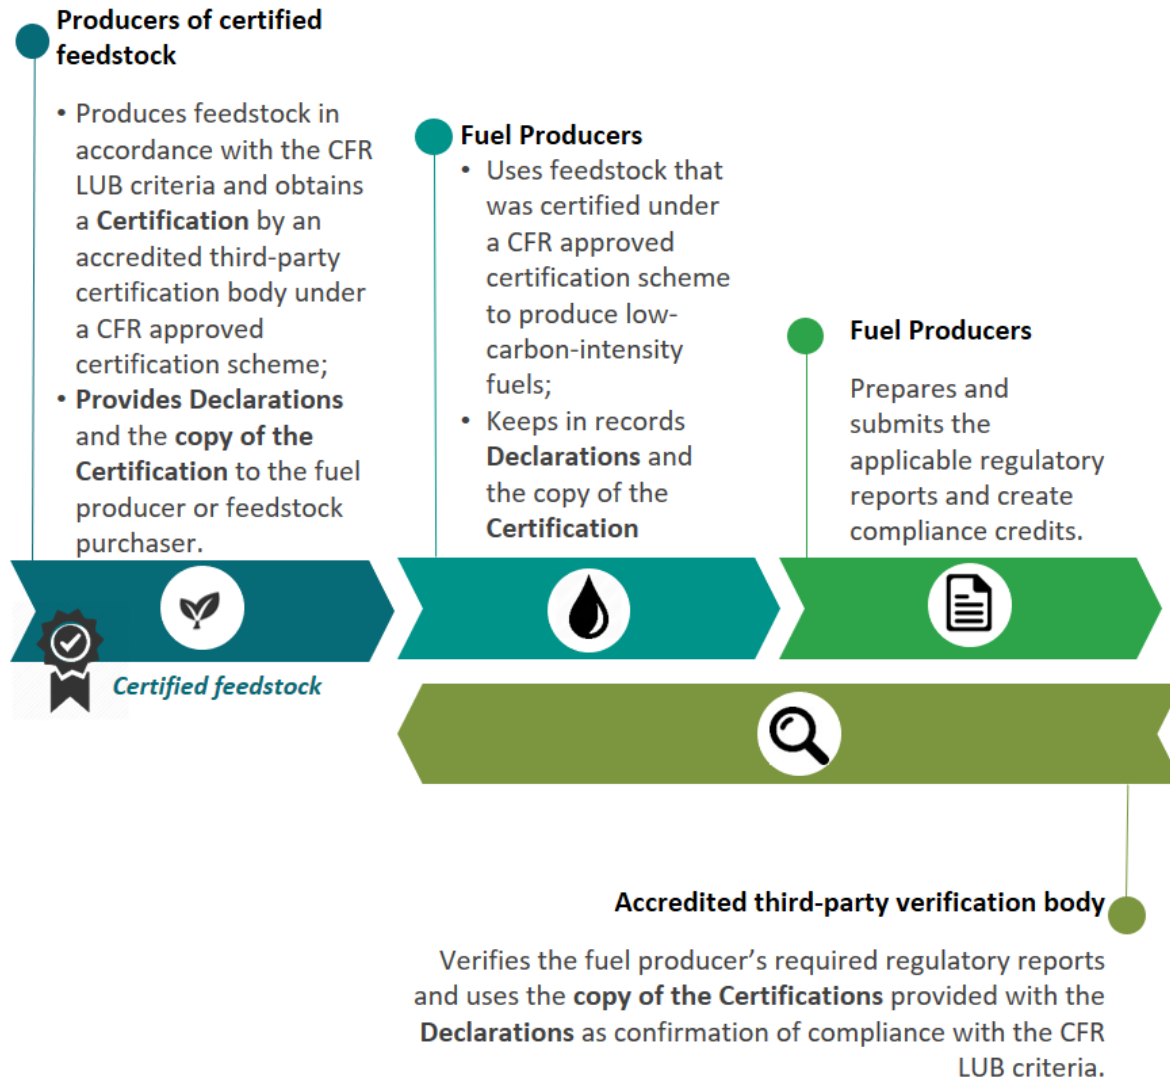 Producers of certified
feedstock
• Produces feedstock in
accordance with the CFR
LUB criteria and obtains
a Certification by an
accredited third-party
certification body under
a CFR approved
certification scheme;
• Provides Declarations
and the copy of the
Certification to the fuel
producer or feedstock
purchaser.
Fuel Producers
• Uses feedstock that
was certified under
a CFR approved
certification scheme
to produce low-
carbon-intensity
fuels;
• Keeps in records
Declarations and
the copy of the
Certification
Fuel Producers
Prepares and
submits the
applicable regulatory
reports and create
compliance credits.
Certified feedstock
Accredited third-party verification body
Verifies the fuel producer’s required regulatory reports
and uses the copy of the Certifications provided with the
Declarations as confirmation of compliance with the CFR
LUB criteria.